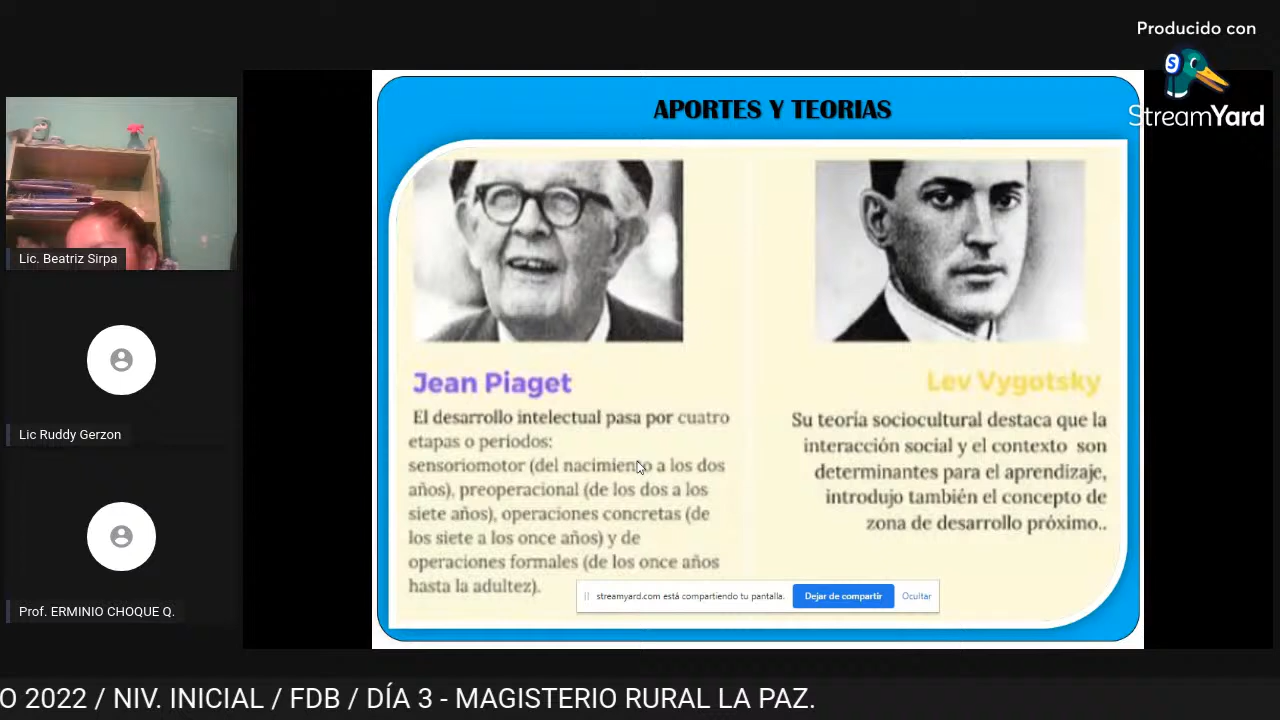 Producido con
StreamYard
APORTES Y TEORIAS
Lic. Beatriz Sirpa
Lic Ruddy Gerzon
Prof. ERMINIO CHOQUE Q.
Jean Piaget
El desarrollo intelectual pasa por cuatro
etapas o periodos:
sensoriomotor (del nacimiento a los dos
años), preoperacional (de los dos a los
siete años), operaciones concretas (de
los siete a los once años) y de
operaciones formales (de los once años
hasta la adultez).
Lev Vygotsky
Su teoría sociocultural destaca que la
interacción social y el contexto son
determinantes para el aprendizaje,
introdujo también el concepto de
zona de desarrollo próximo..
streamyard.com está compartiendo tu pantalla.
Dejar de compartir
Ocultar
O 2022 / NIV. INICIAL / FDB / DÍA 3 - MAGISTERIO RURAL LA PAZ.